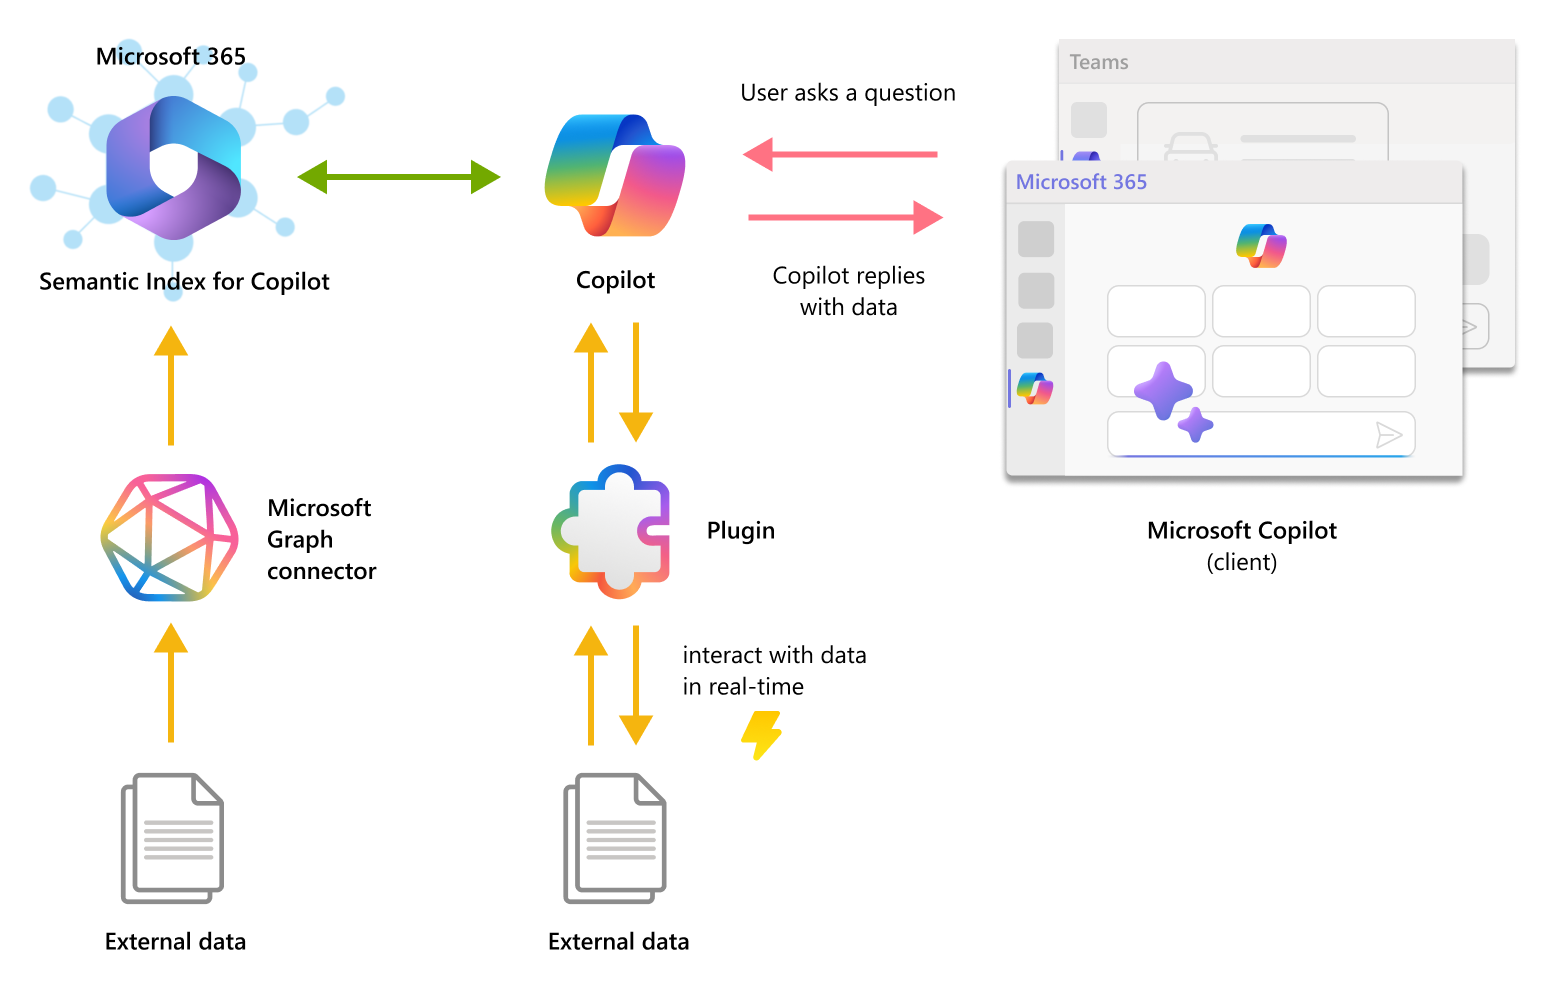 Microsoft 365
Semantic Index for Copilot
Copilot
User asks a question
Copilot replies
with data
Teams
Microsoft 365
Microsoft Copilot
(client)
Microsoft
Graph
connector
Plugin
interact with data
in real-time
External data
External data